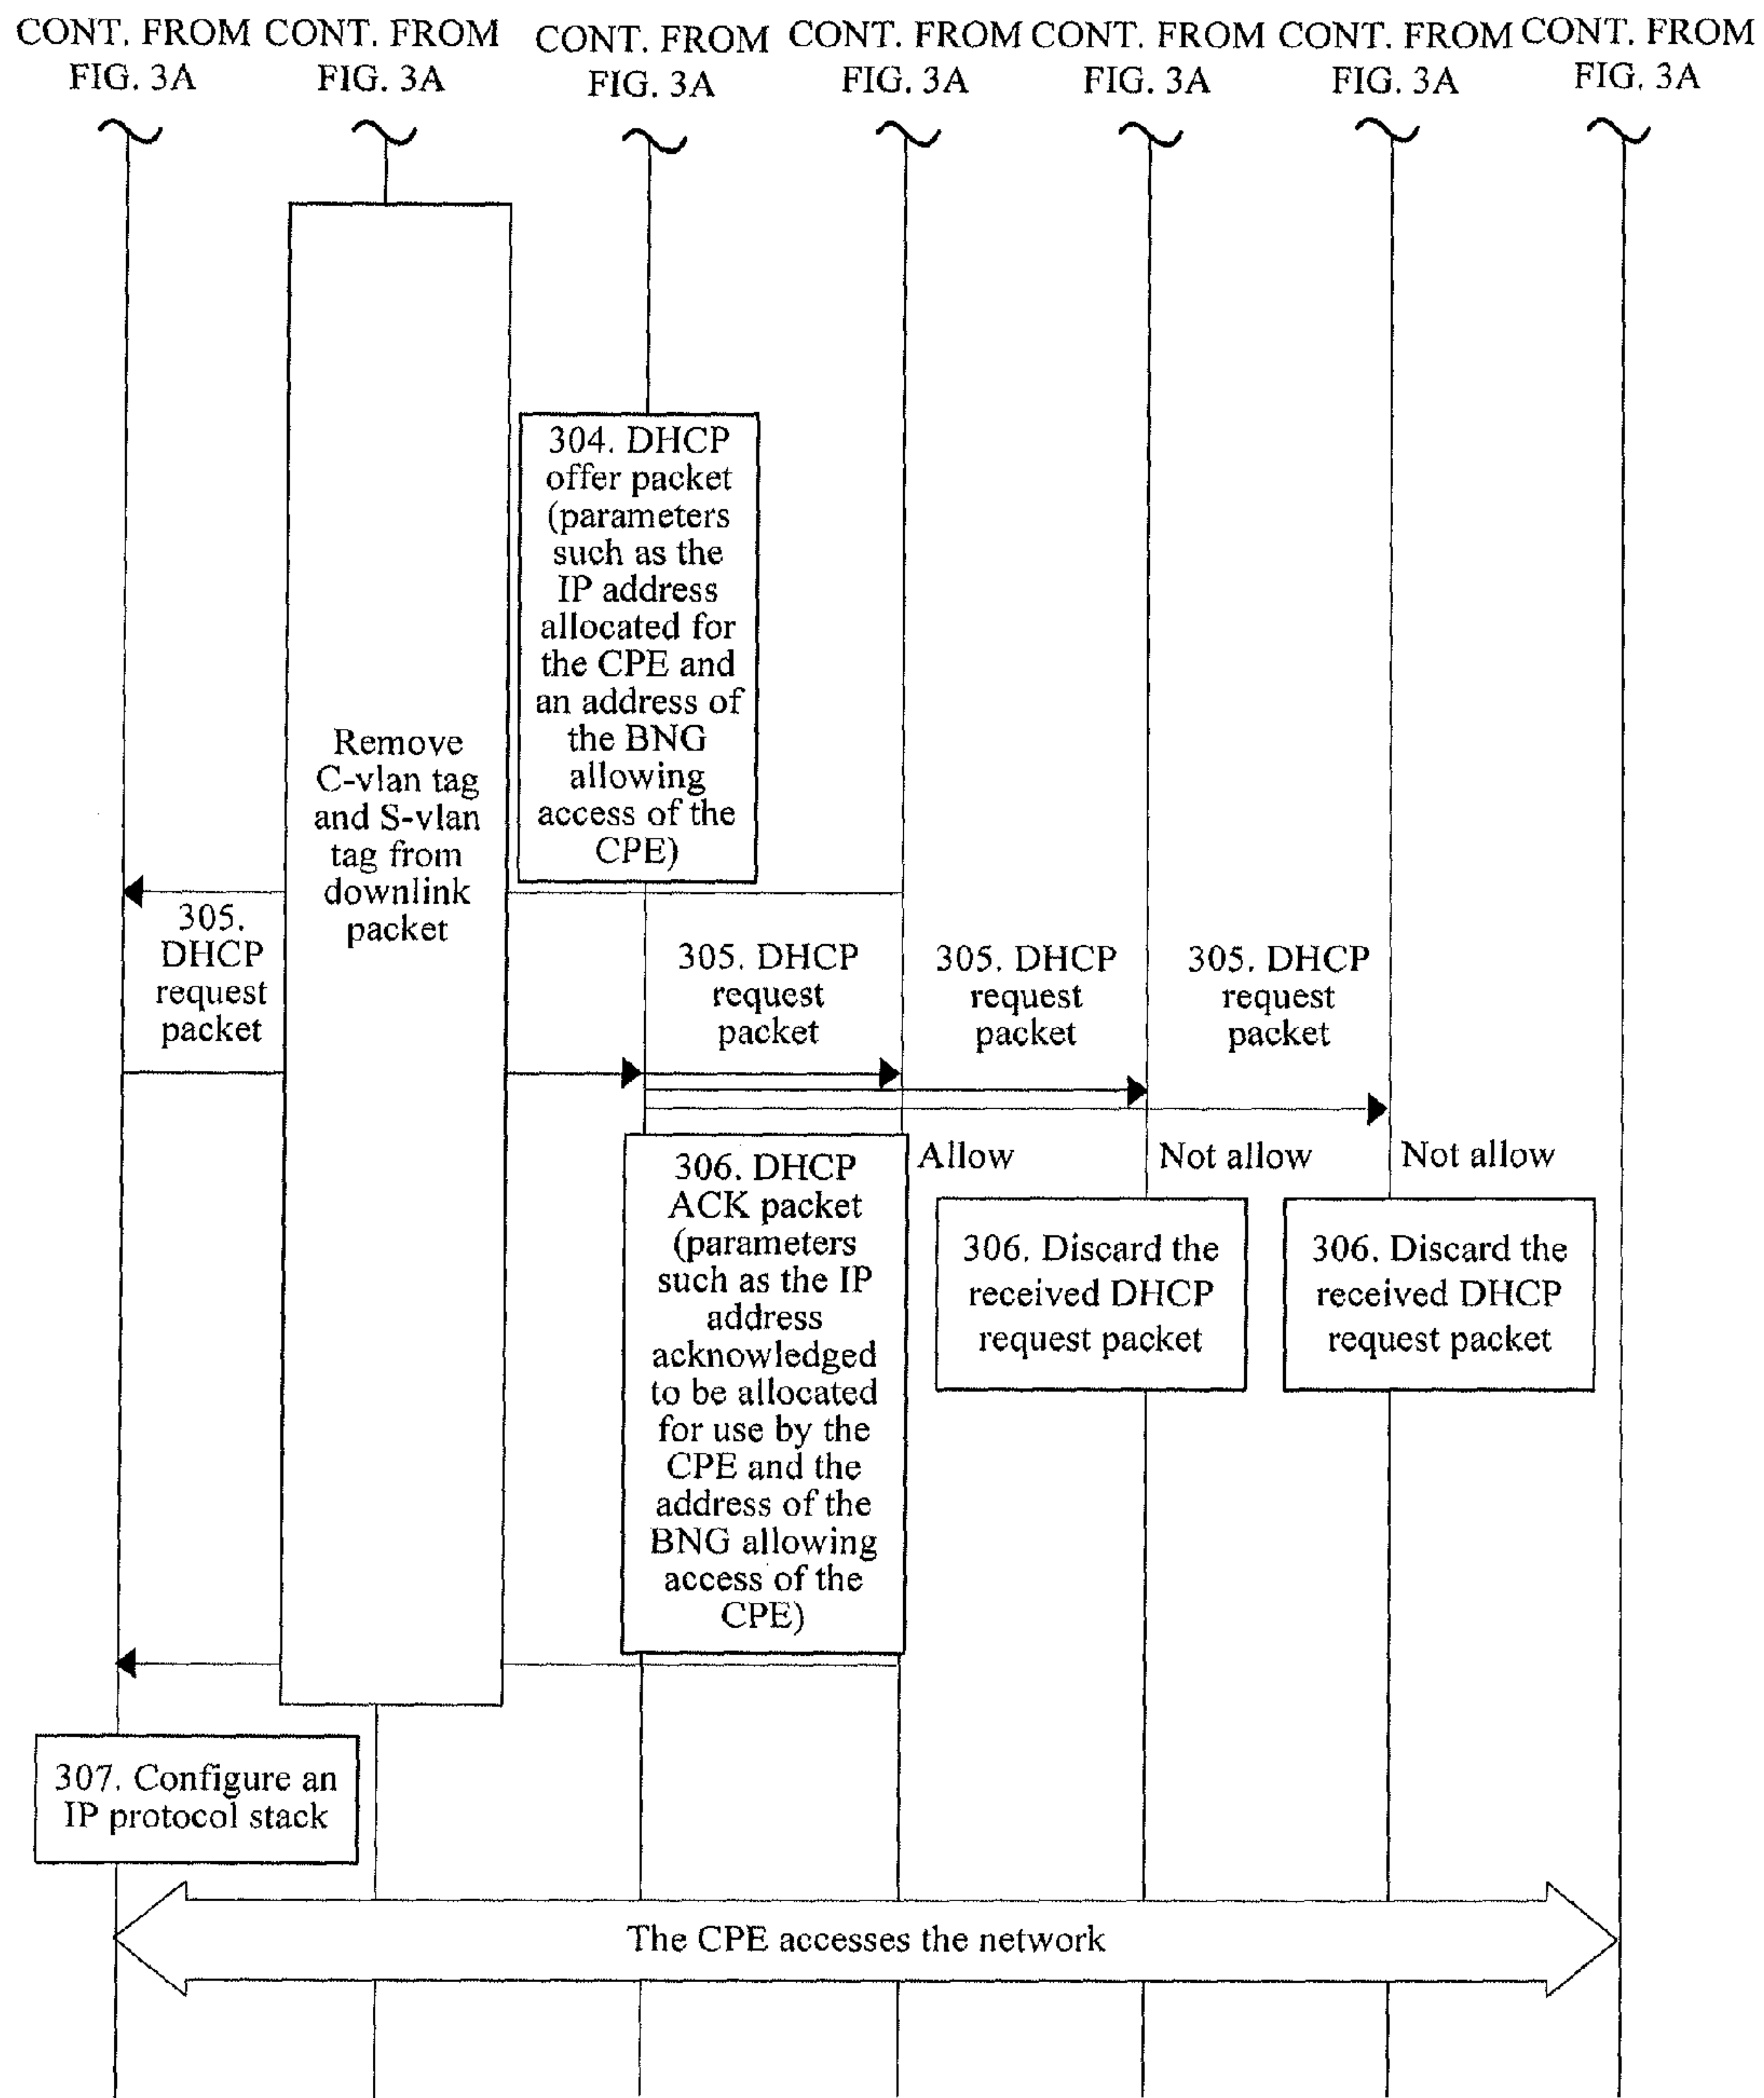 CONT. FROM
FIG. 3A
CONT. FROM
FIG. 3A
CONT. FROM
FIG. 3A
CONT. FROM
FIG. 3A
CONT. FROM
FIG. 3A
CONT. FROM
FIG. 3A
CONT. FROM
FIG. 3A
304. DHCP
offer packet
(parameters
such as the
IP address
allocated for
the CPE and
an address of
the BNG
allowing
access of the
CPE)
Remove
C-vlan tag
and S-vlan
tag from
downlink
packet
305.
DHCP
request
packet
305. DHCP
request
packet
305. DHCP
request
packet
305. DHCP
request
packet
Allow
Not allow
Not allow
306. DHCP
ACK packet
(parameters
such as the IP
address
acknowledged
to be allocated
for use by the
CPE and the
address of the
BNG allowing
access of the
CPE)
306. Discard the
received DHCP
request packet
306. Discard the
received DHCP
request packet
307. Configure an
IP protocol stack
The CPE accesses the network